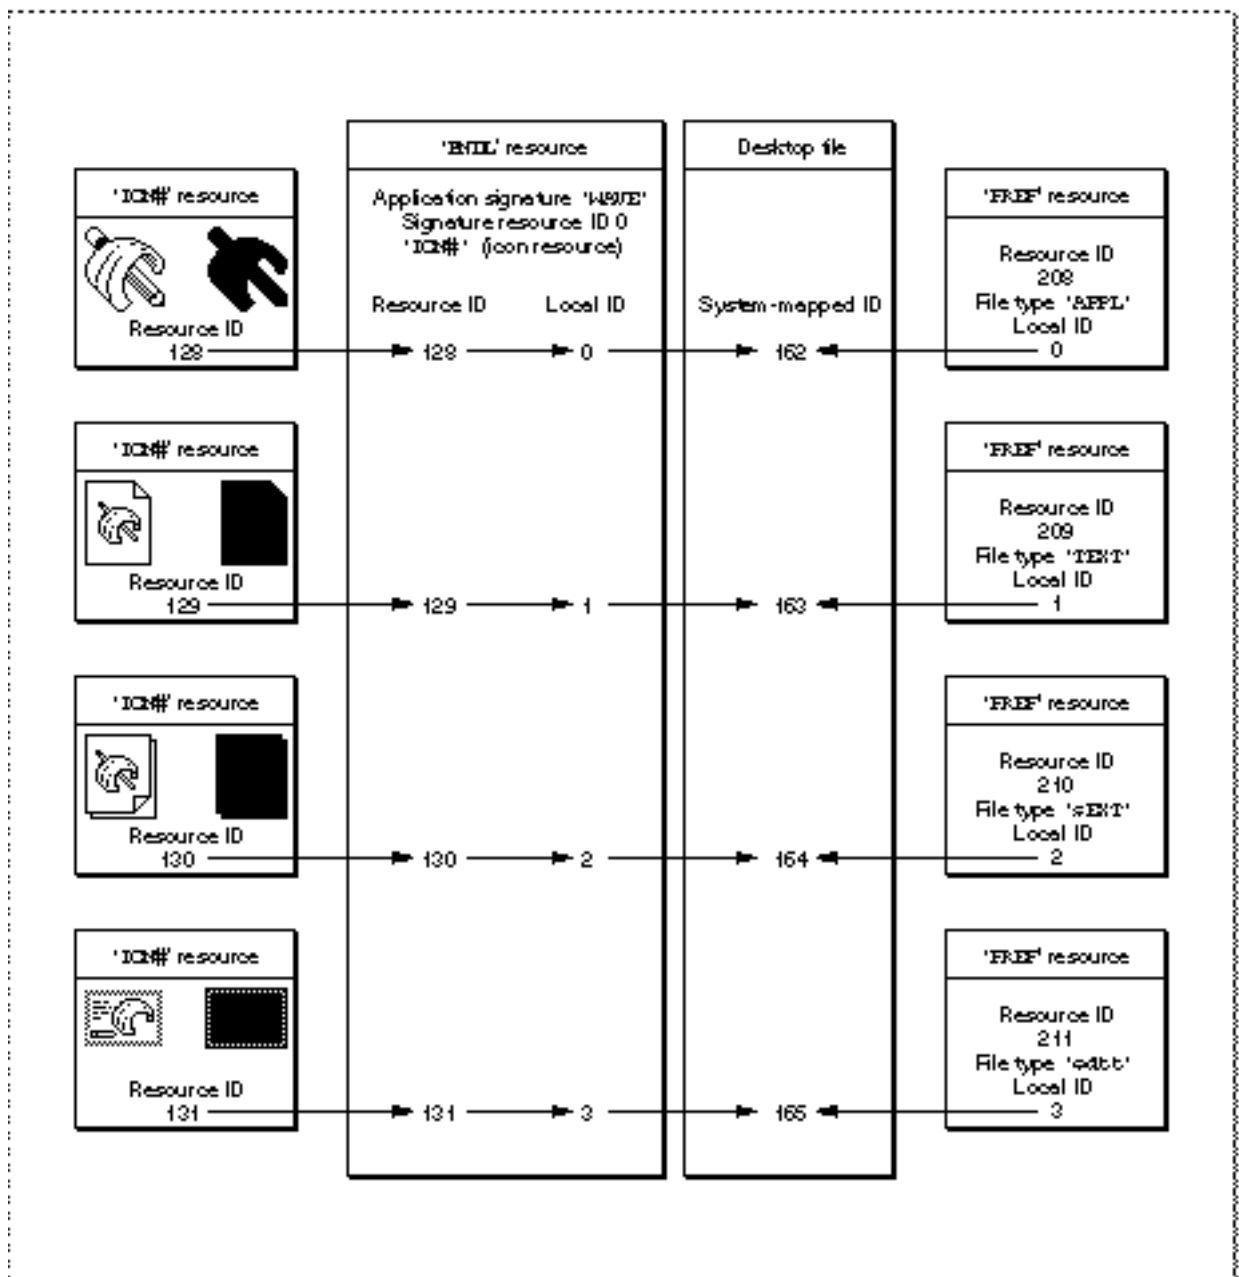 'BNDL' resource
Desktop file
'ICN#' resource
Application signature 'WAVE'
Signature resource ID 0
'ICN#' (icon resource)
'FREF' resource
Resource ID
208
File type 'APPL'
Local ID
0
Resource ID
Local ID
System-mapped ID
Resource ID
128
128
0
162
'ICN#' resource
'FREF' resource
Resource ID
209
File type 'TEXT'
Local ID
1
Resource ID
129
129
1
163
'ICN#' resource
'FREF' resource
Resource ID
210
File type 'sEXT'
Local ID
2
Resource ID
130
130
2
164
'ICN#' resource
'FREF' resource
Resource ID
211
File type 'edtt'
Local ID
3
Resource ID
131
131
3
165